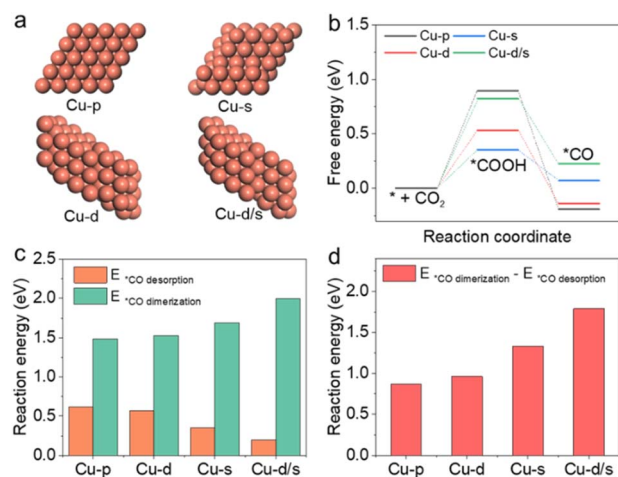 a
Cu-p
Cu-s
Cu-d
Cu-d/s
b
Cu-p
Cu-s
Cu-d
Cu-d/s
Free energy (eV)
1.5
1.0
0.5
0.0
* + CO₂
*COOH
*CO
Reaction coordinate
c
E *CO desorption
E *CO dimerization
Reaction energy (eV)
2.5
2.0
1.5
1.0
0.5
0.0
Cu-p Cu-d Cu-s Cu-d/s
d
E *CO dimerization - E *CO desorption
Reaction energy (eV)
2.5
2.0
1.5
1.0
0.5
0.0
Cu-p Cu-d Cu-s Cu-d/s